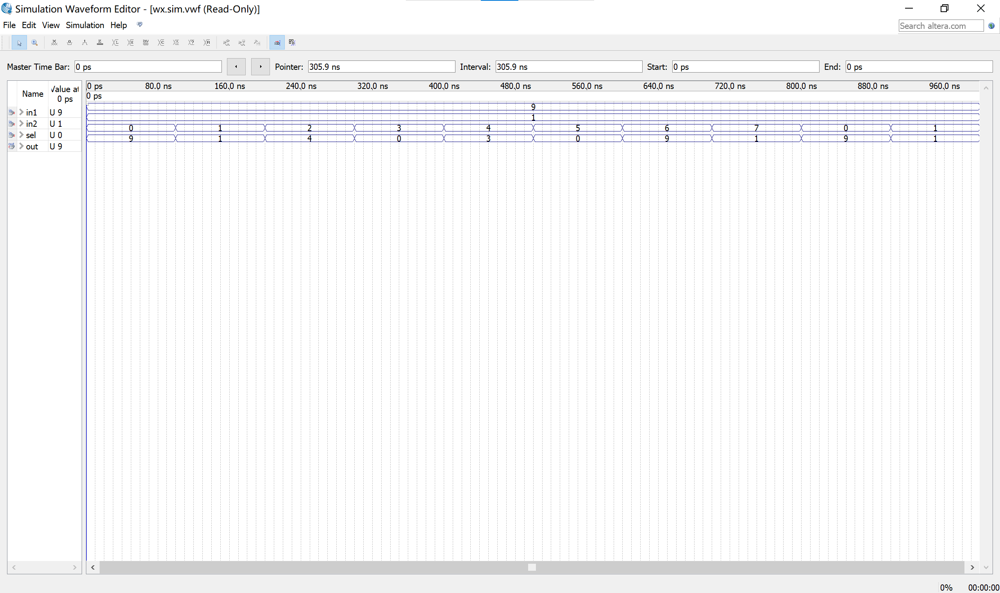 Simulation Waveform Editor - [wx.sim.vwf (Read-Only)]
File Edit View Simulation Help
Search altera.com
Master Time Bar: 0 ps Pointer: 305.9 ns Interval: 305.9 ns Start: 0 ps End: 0 ps
Name Value at 0 ps
0 ps 80.0 ns 160.0 ns 240.0 ns 320.0 ns 400.0 ns 480.0 ns 560.0 ns 640.0 ns 720.0 ns 800.0 ns 880.0 ns 960.0 ns
0 ps
in1 U 9 9
in2 U 1 1
sel U 0 0 1 2 3 4 5 6 7 0 1
out U 9 9 1 4 0 3 0 9 1 9 1
0% 00:00:00